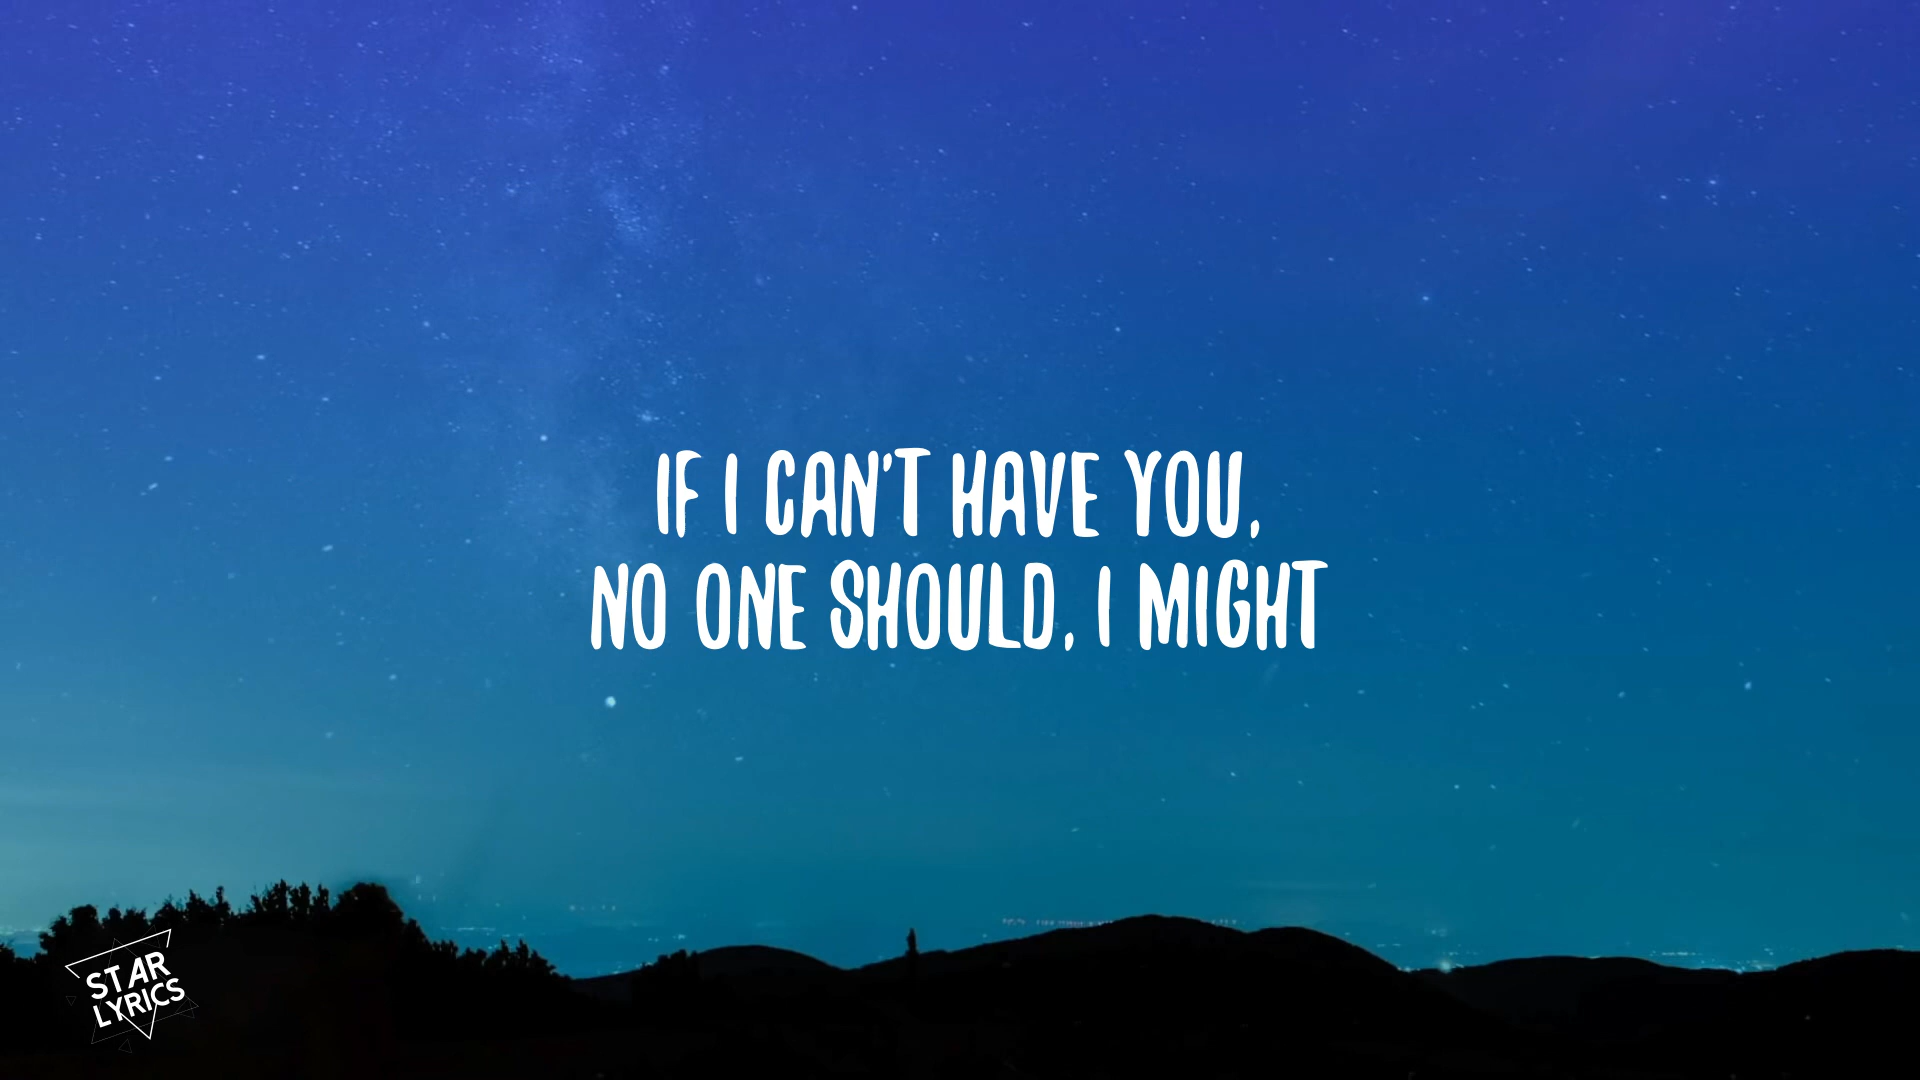 IF I CAN'T HAVE YOU,
NO ONE SHOULD, I MIGHT
STAR
LYRICS